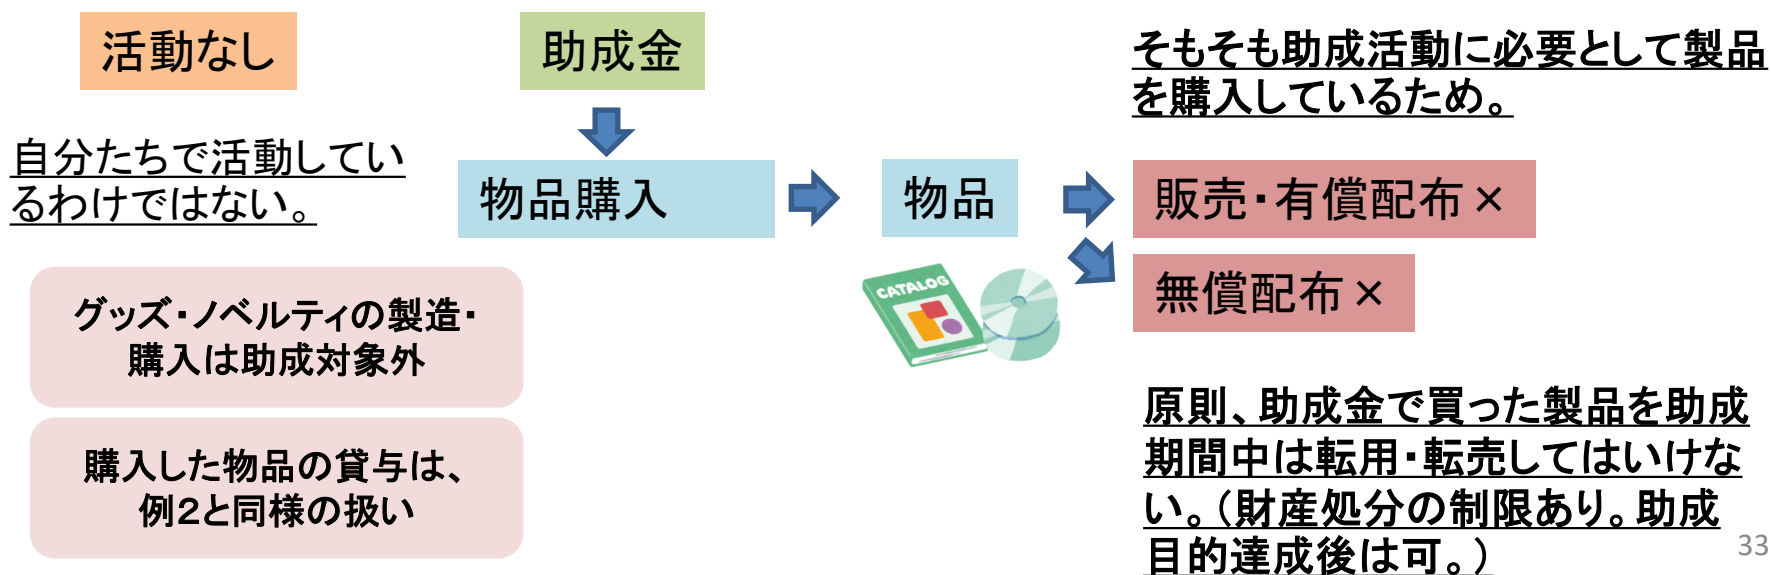 活動なし
自分たちで活動してい
るわけではない。
グッズ・ノベルティの製造・
購入は助成対象外
購入した物品の貸与は、
例2と同様の扱い
助成金
物品購入
物品
CATALOG
そもそも助成活動に必要として製品
を購入しているため。
販売・有償配布×
無償配布×
原則、助成金で買った製品を助成
期間中は転用・転売してはいけな
い。(財産処分の制限あり。助成
目的達成後は可。)
33